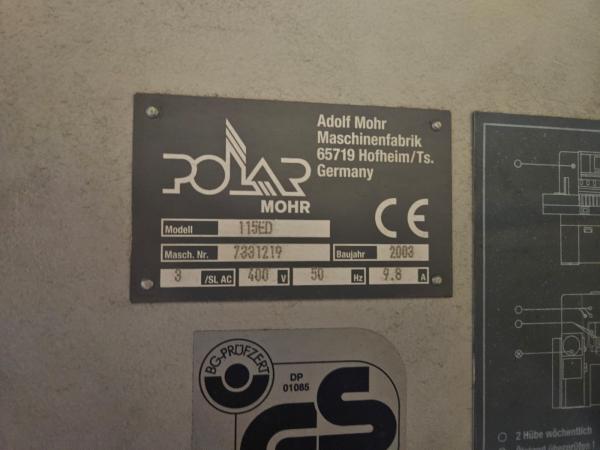 Adolf Mohr
Maschinenfabrik
65719 Hofheim/Ts.
Germany
POLAR
MOHR
CE
Modell 115ED
Masch. Nr. 7331219 Baujahr 2003
3 /SL AC 400 V 50 Hz 9.8 A
BG-PRÜFZERT
DP
01085
GS
2 Hübe wöchentlich